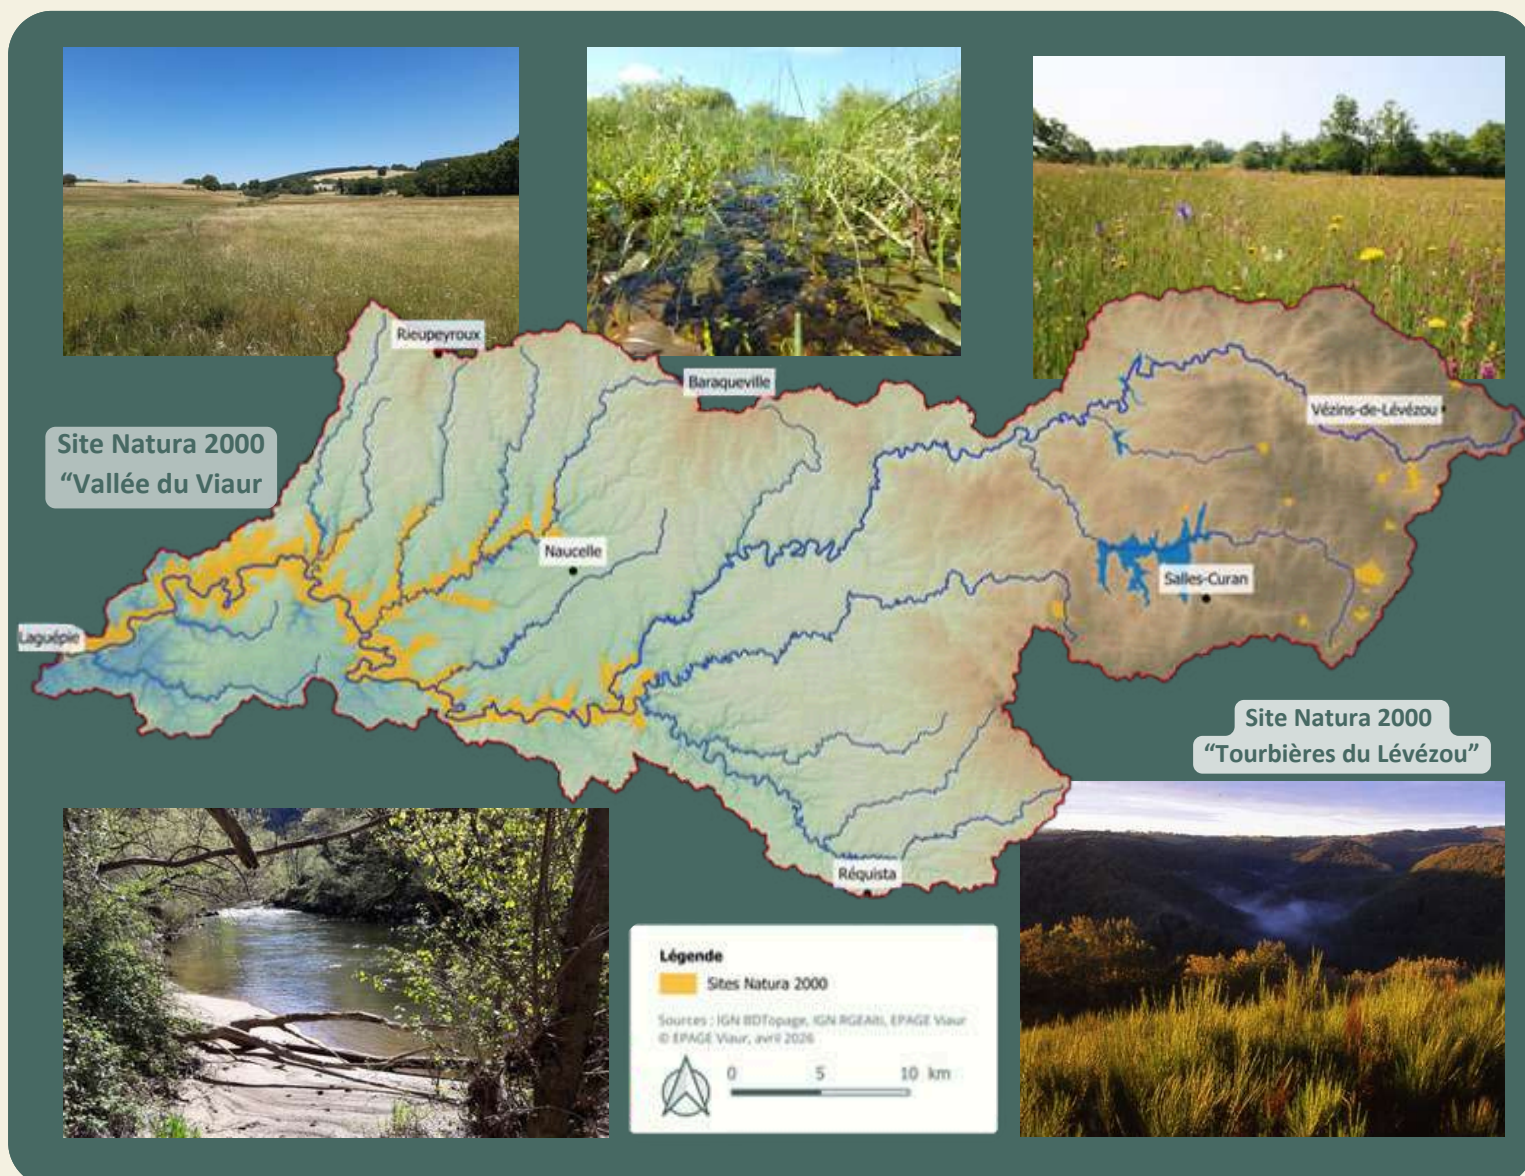 Rieupeyroux
Baraqueville
Vézins-de-Lévézou
Site Natura 2000
“Vallée du Viaur
Naucelle
Salles-Curan
Laguépie
Site Natura 2000
“Tourbières du Lévézou”
Réquista
Légende
Sites Natura 2000
Sources : IGN BDTopage, IGN RGEAlti, EPAGE Viaur
© EPAGE Viaur, avril 2026
0 5 10 km